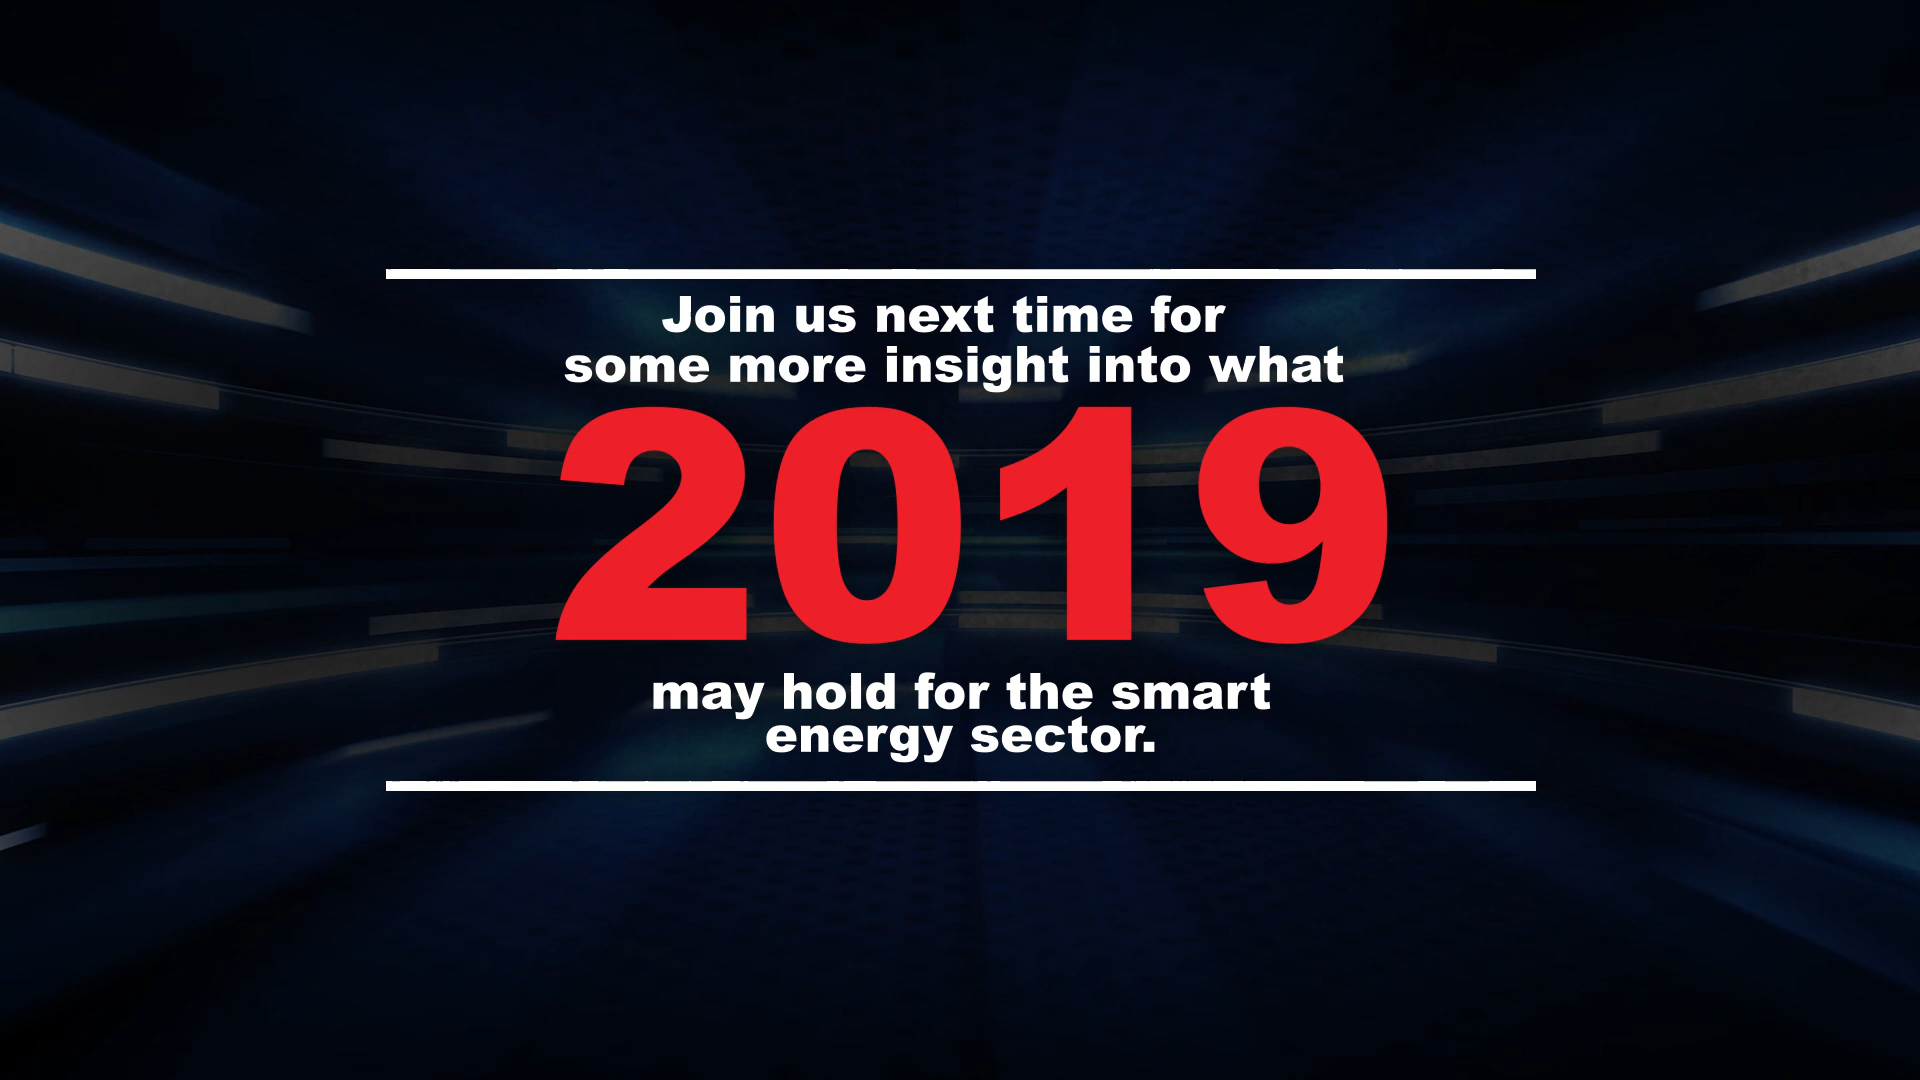 Join us next time for
some more insight into what
2019
may hold for the smart
energy sector.